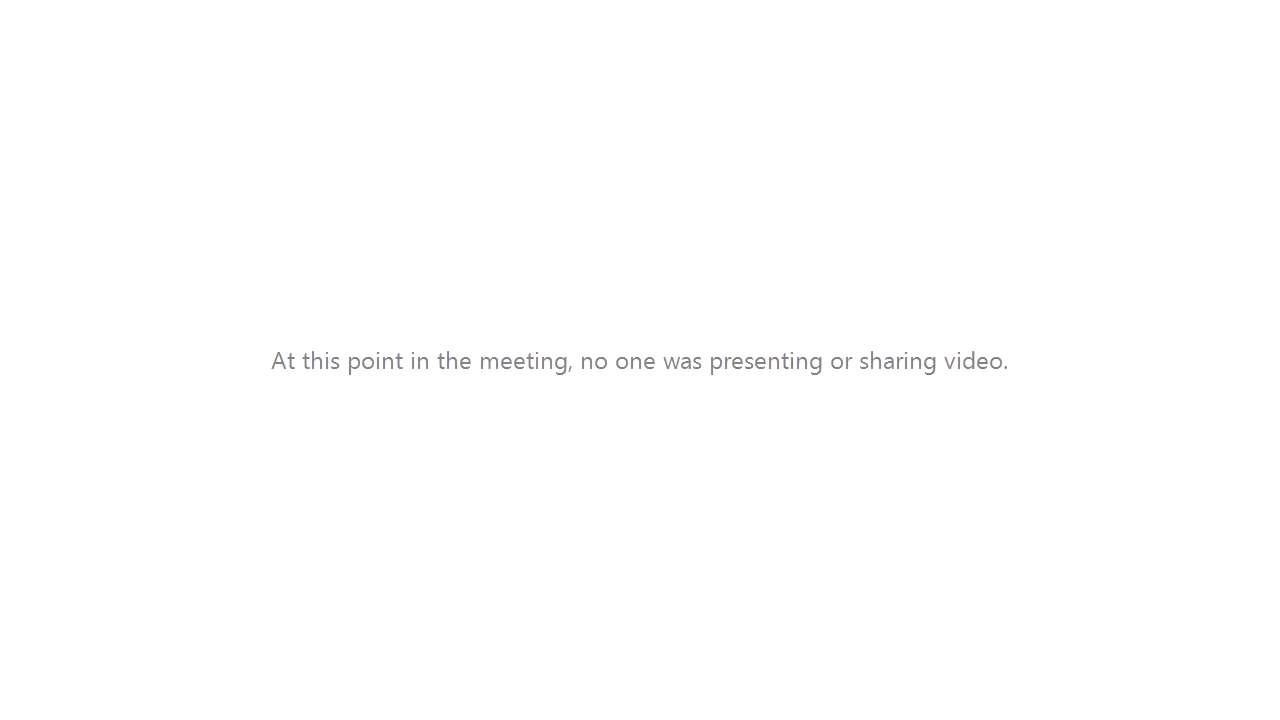 At this point in the meeting, no one was presenting or sharing video.